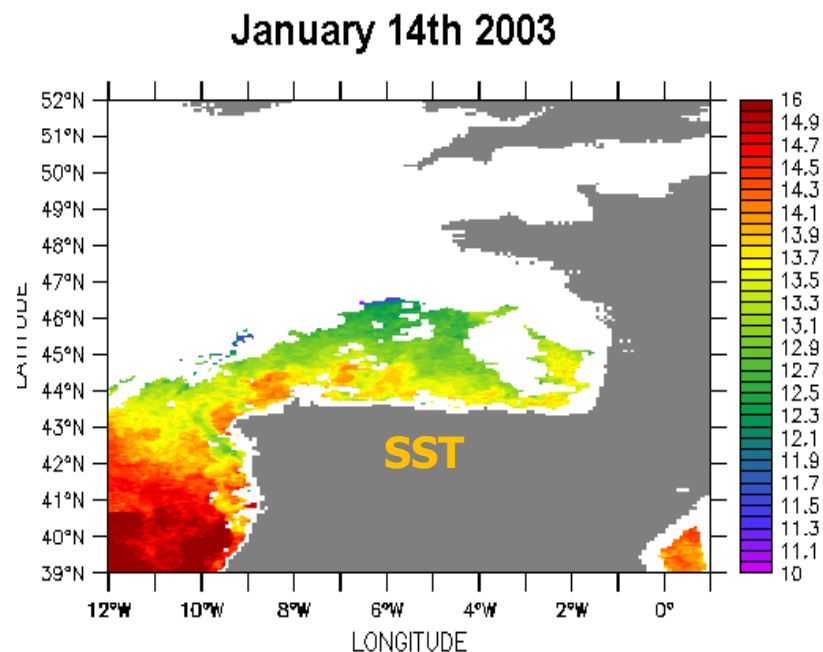 January 14th 2003
52°N
51°N
50°N
49°N
48°N
47°N
46°N
45°N
44°N
43°N
42°N
41°N
40°N
39°N
LATITUDE
SST
16
14.9
14.7
14.5
14.3
14.1
13.9
13.7
13.5
13.3
13.1
12.9
12.7
12.5
12.3
12.1
11.9
11.7
11.5
11.3
11.1
10
12°W 10°W 8°W 6°W 4°W 2°W 0°
LONGITUDE